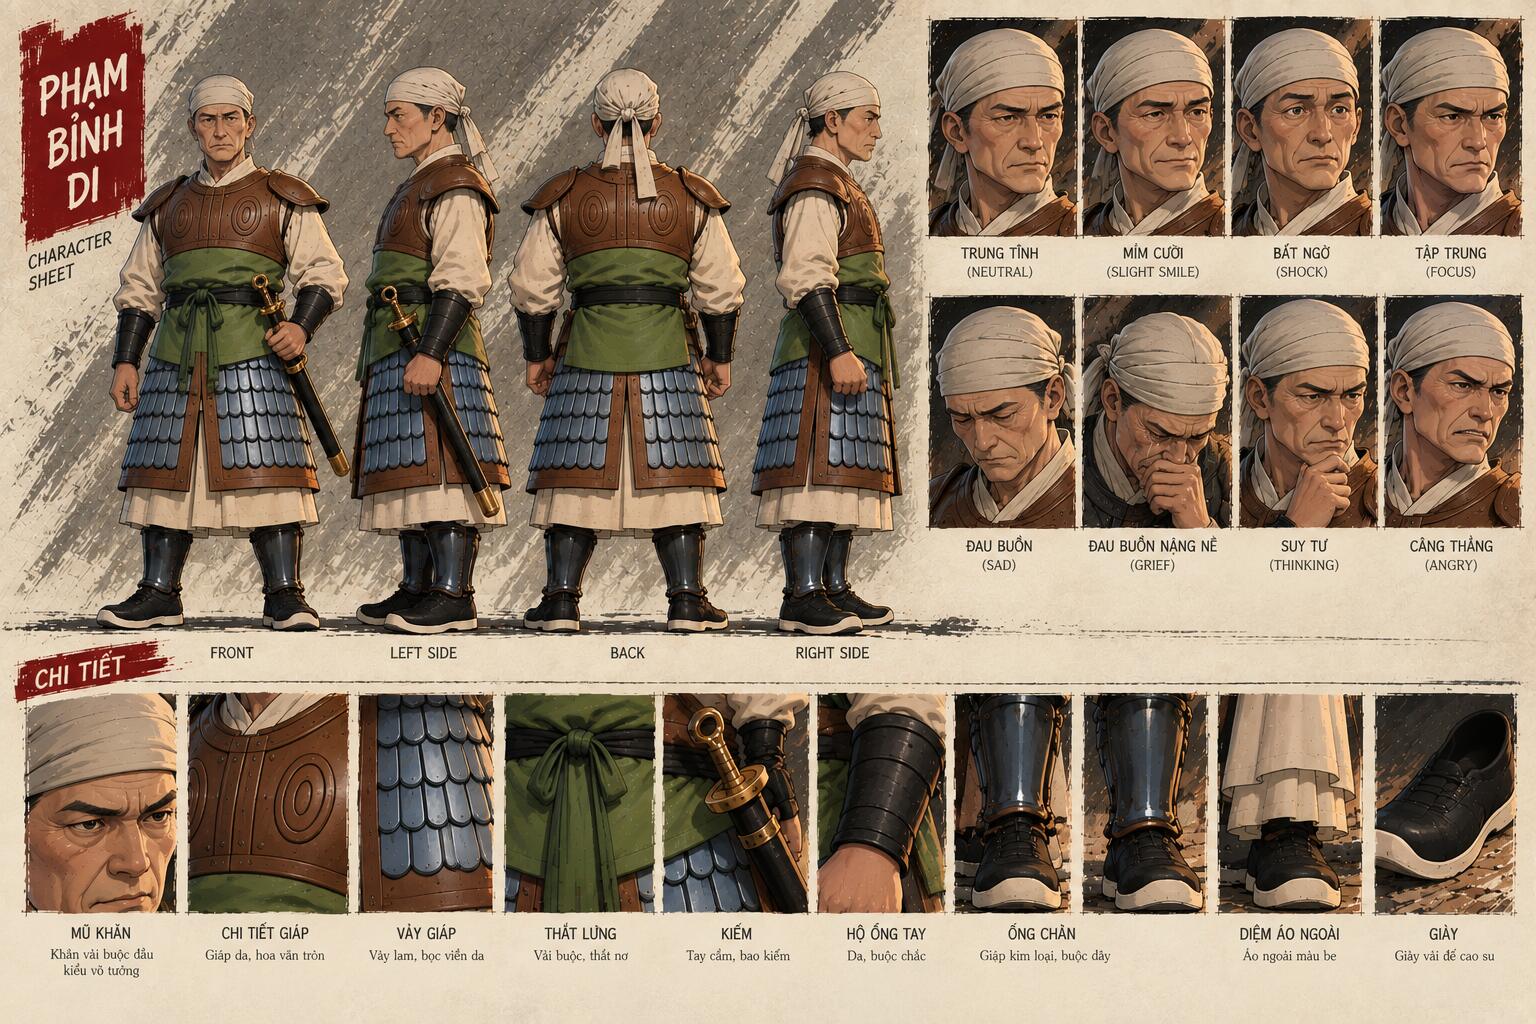 PHẠM
BỈNH
DI
CHARACTER
SHEET
TRUNG TĨNH
(NEUTRAL)
MỈM CƯỜI
(SLIGHT SMILE)
BẤT NGỜ
(SHOCK)
TẬP TRUNG
(FOCUS)
ĐAU BUỒN
(SAD)
ĐAU BUỒN NẶNG NỀ
(GRIEF)
SUY TƯ
(THINKING)
CĂNG THẲNG
(ANGRY)
FRONT
LEFT SIDE
BACK
RIGHT SIDE
CHI TIẾT
MŨ KHĂN
Khăn vải buộc đầu
kiểu võ tướng
CHI TIẾT GIÁP
Giáp da, hoa văn tròn
VẢY GIÁP
Vảy lam, bọc viền da
THẮT LƯNG
Vải buộc, thắt nơ
KIẾM
Tay cầm, bao kiếm
HỘ ỐNG TAY
Da, buộc chắc
ỐNG CHÂN
Giáp kim loại, buộc dây
DIỀM ÁO NGOÀI
Áo ngoài màu be
GIÀY
Giày vải đế cao su